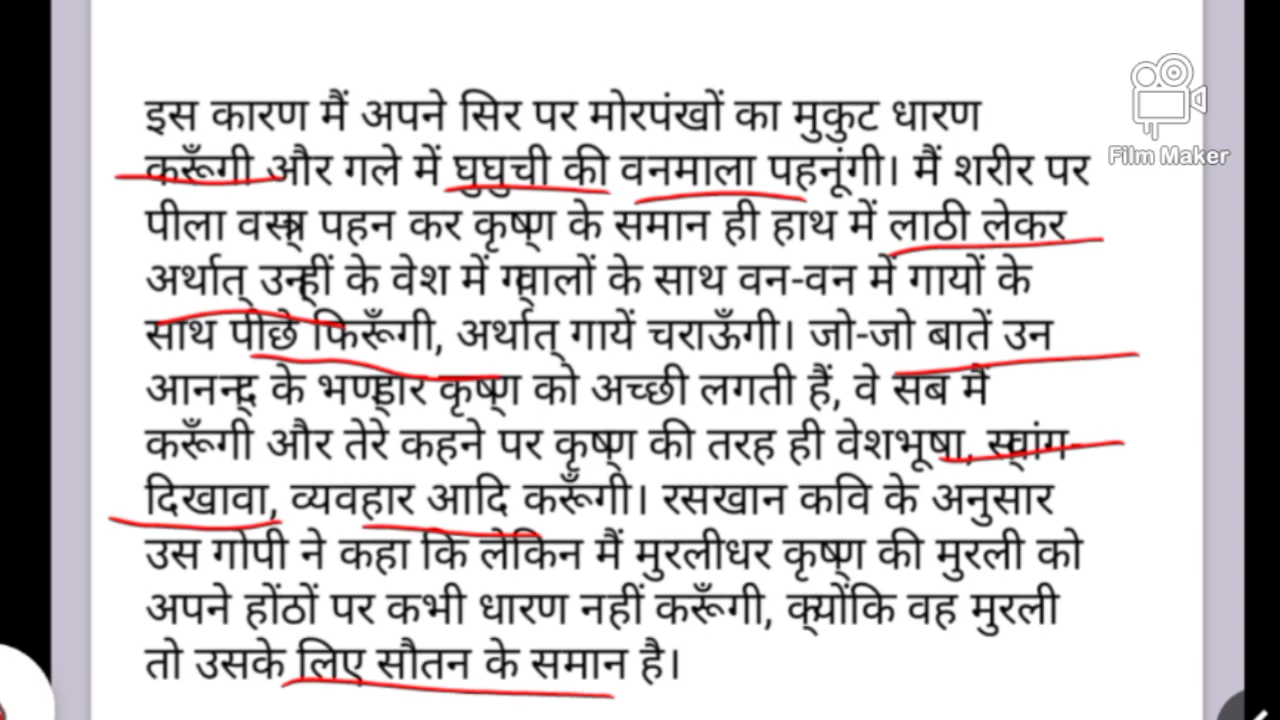 इस कारण मैं अपने सिर पर मोरपंखों का मुकुट धारण
करूँगी और गले में घुघुची की वनमाला पहनूंगी। मैं शरीर पर
पीला वस्त्र पहन कर कृष्ण के समान ही हाथ में लाठी लेकर
अर्थात् उन्हीं के वेश में ग्वालों के साथ वन-वन में गायों के
साथ पीछे फिरूँगी, अर्थात् गायें चराऊँगी। जो-जो बातें उन
आनन्द के भण्डार कृष्ण को अच्छी लगती हैं, वे सब मैं
करूँगी और तेरे कहने पर कृष्ण की तरह ही वेशभूषा, स्वांग-
दिखावा, व्यवहार आदि करूँगी। रसखान कवि के अनुसार
उस गोपी ने कहा कि लेकिन मैं मुरलीधर कृष्ण की मुरली को
अपने होंठों पर कभी धारण नहीं करूँगी, क्योंकि वह मुरली
तो उसके लिए सौतन के समान है।
Film Maker